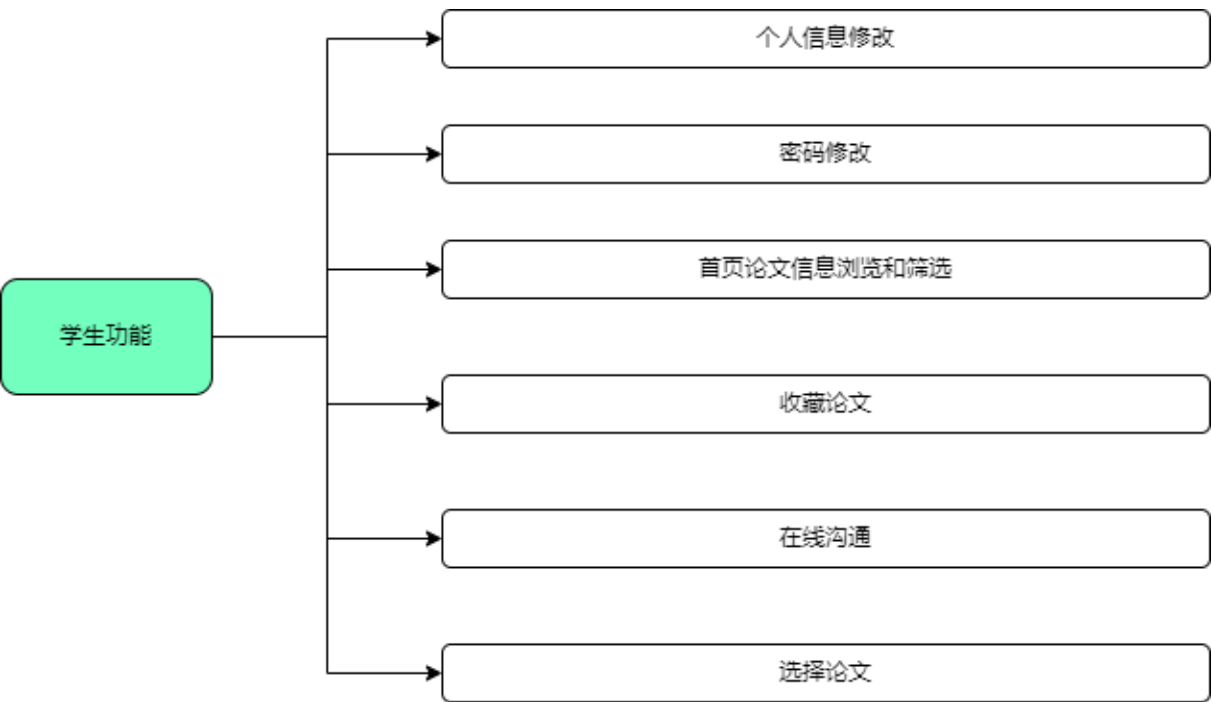 个人信息修改
密码修改
首页论文信息浏览和筛选
学生功能
收藏论文
在线沟通
选择论文